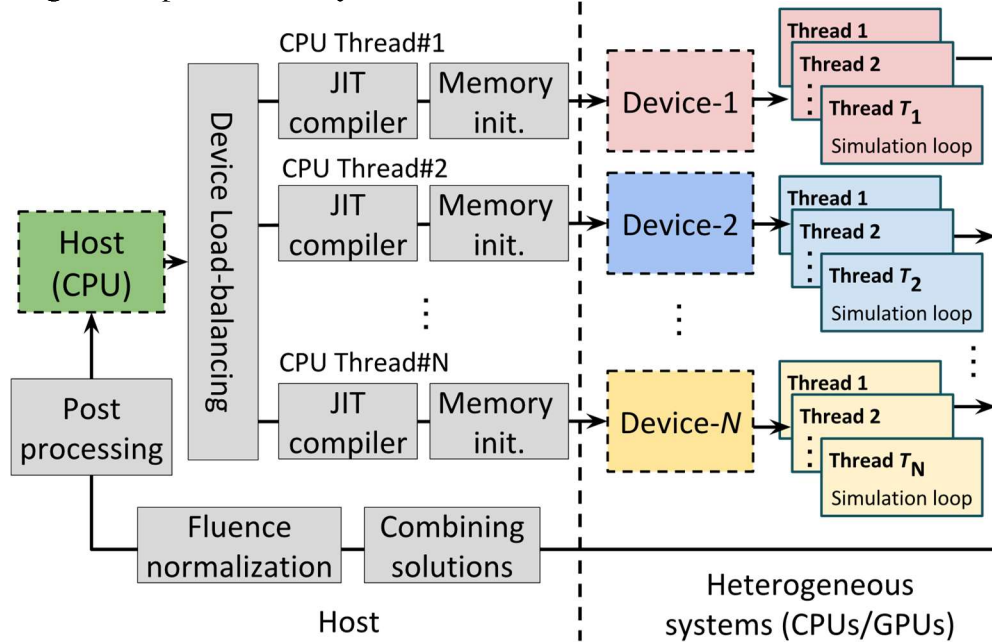 CPU Thread#1
JIT
compiler
Memory
init.
CPU Thread#2
JIT
compiler
Memory
init.
⋮
CPU Thread#N
JIT
compiler
Memory
init.
Device Load-balancing
Host
(CPU)
Post
processing
Fluence
normalization
Combining
solutions
Host
Device-1
Thread 1
Thread 2
⋮
Thread T1
Simulation loop
Device-2
Thread 1
Thread 2
⋮
Thread T2
Simulation loop
⋮
⋮
Device-N
Thread 1
Thread 2
⋮
Thread TN
Simulation loop
Heterogeneous
systems (CPUs/GPUs)